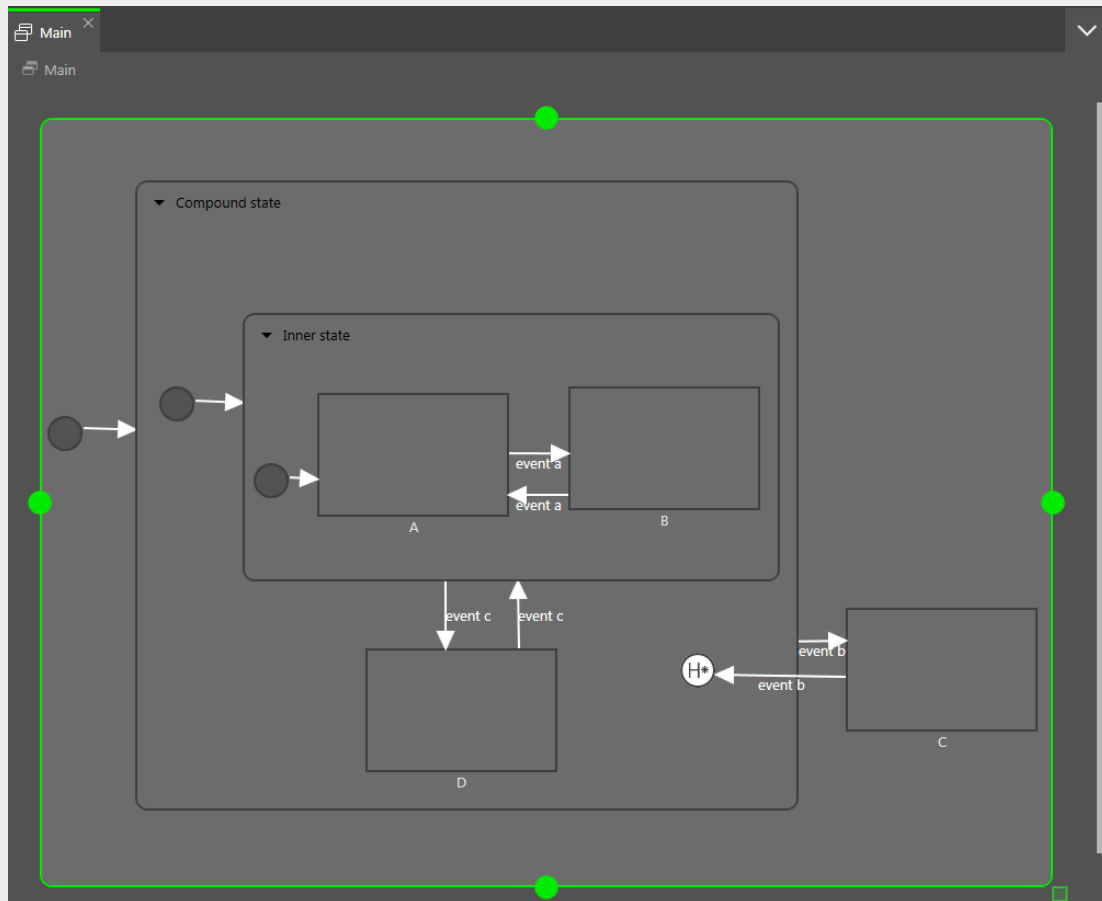 Main
Main
Compound state
Inner state
event a
event a
A
B
event c
event c
event b
H*
event b
C
D